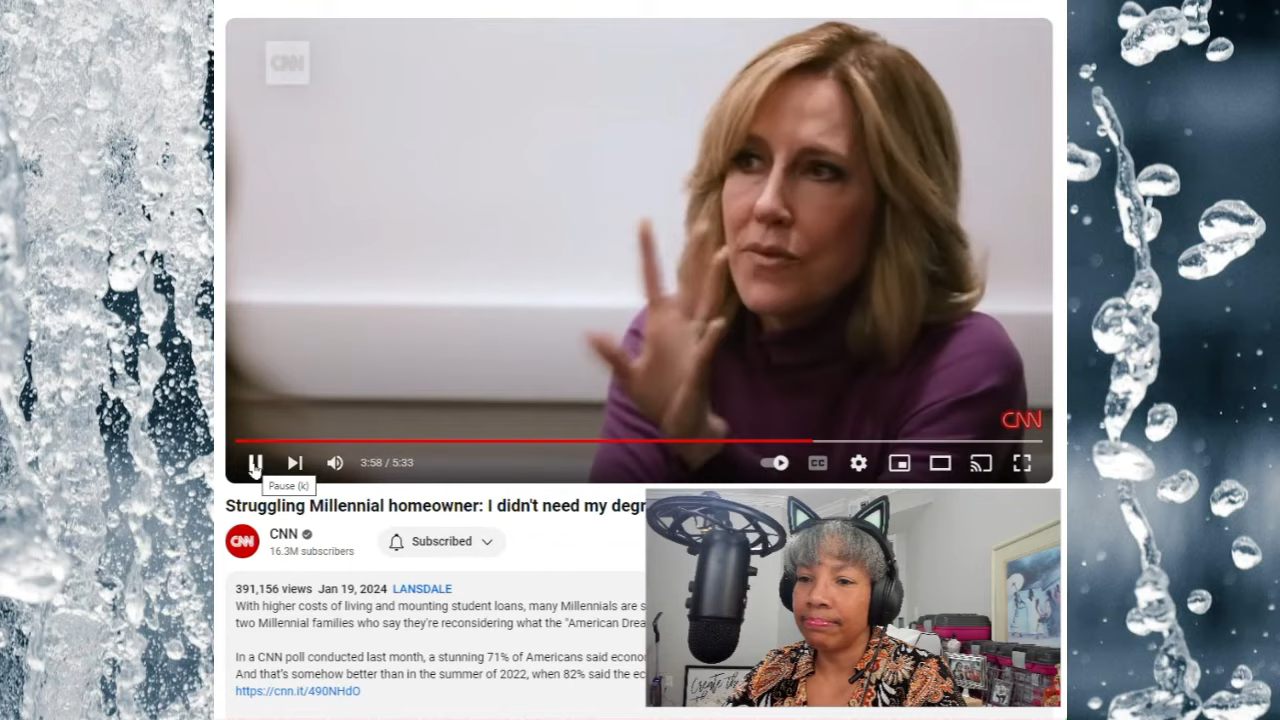 CNN
CNN
3:58 / 5:33
CC
Pause (k)
Struggling Millennial homeowner: I didn't need my degr
CNN
CNN
16.3M subscribers
Subscribed
391,156 views Jan 19, 2024 LANSDALE
With higher costs of living and mounting student loans, many Millennials are s
two Millennial families who say they're reconsidering what the "American Drea
In a CNN poll conducted last month, a stunning 71% of Americans said econo
And that's somehow better than in the summer of 2022, when 82% said the ec
https://cnn.it/490NHdO
Create the